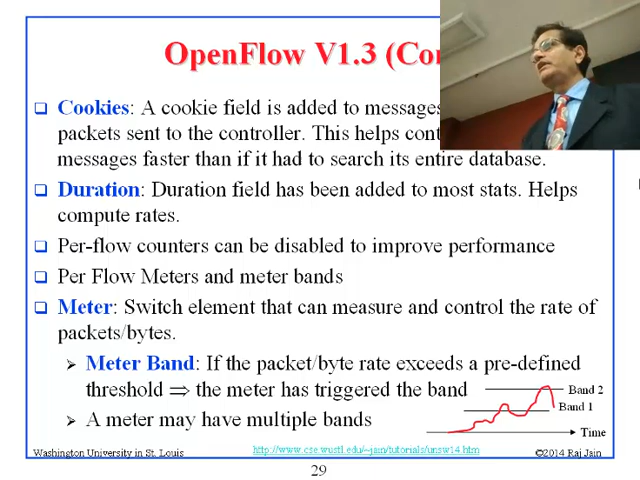 OpenFlow V1.3 (Con
Cookies: A cookie field is added to messages
packets sent to the controller. This helps cont
messages faster than if it had to search its entire database.
Duration: Duration field has been added to most stats. Helps
compute rates.
Per-flow counters can be disabled to improve performance
Per Flow Meters and meter bands
Meter: Switch element that can measure and control the rate of
packets/bytes.
Meter Band: If the packet/byte rate exceeds a pre-defined
threshold ⇒ the meter has triggered the band
A meter may have multiple bands
Band 2
Band 1
Time
Washington University in St. Louis
http://www.cse.wustl.edu/~jain/tutorials/unsw14.htm
©2014 Raj Jain
29